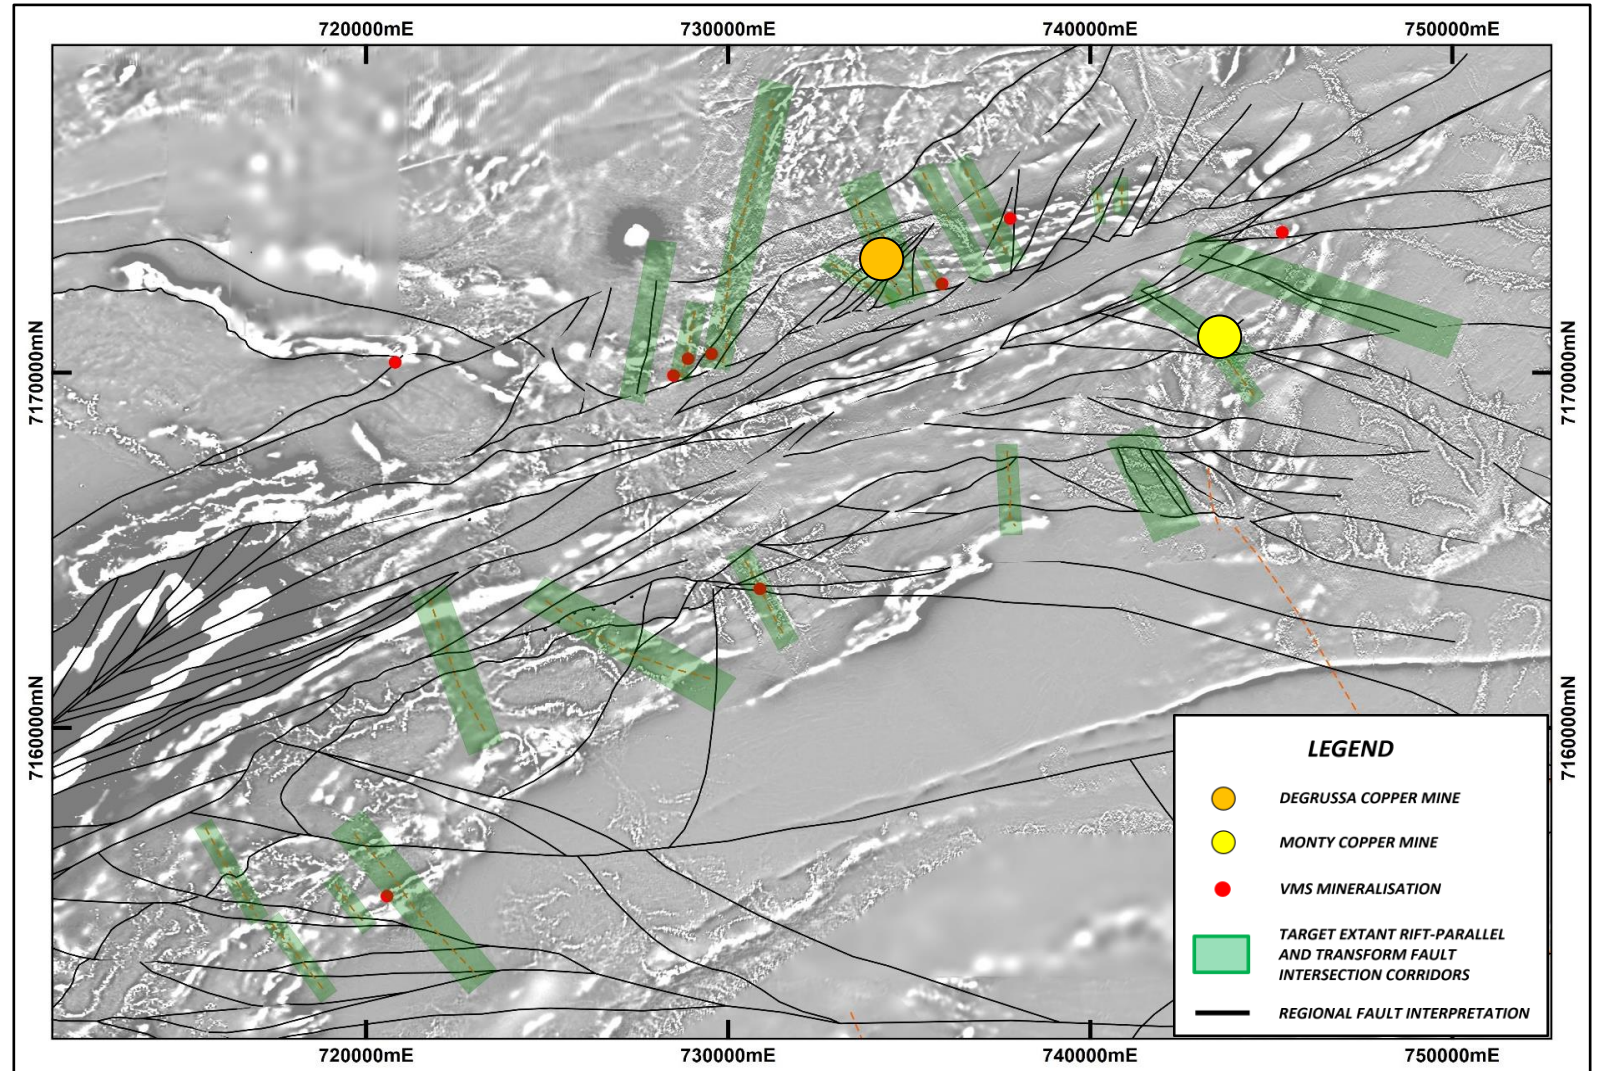 720000mE 730000mE 740000mE 750000mE
7170000mN 7170000mN
7160000mN 7160000mN
LEGEND
DEGRUSSA COPPER MINE
MONTY COPPER MINE
VMS MINERALISATION
TARGET EXTANT RIFT-PARALLEL
AND TRANSFORM FAULT
INTERSECTION CORRIDORS
REGIONAL FAULT INTERPRETATION
720000mE 730000mE 740000mE 750000mE